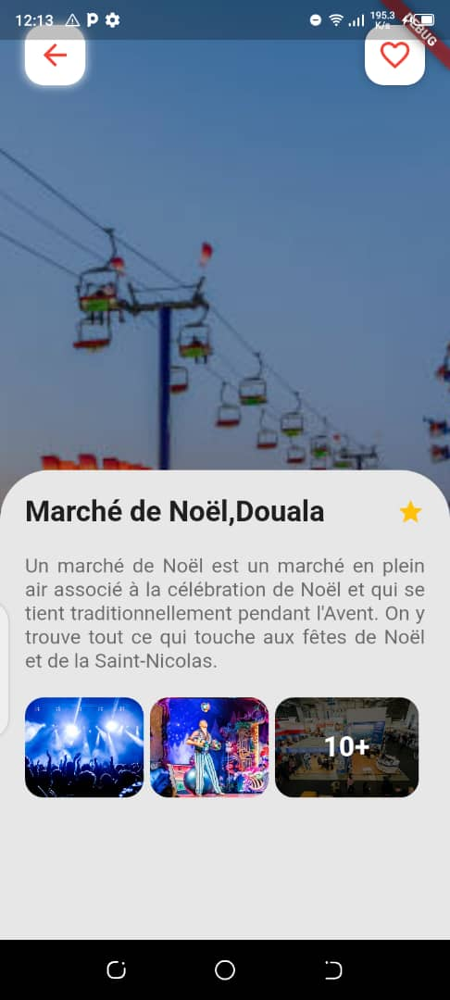 12:13
195.3
K/s
DEBUG
Marché de Noël,Douala
Un marché de Noël est un marché en plein
air associé à la célébration de Noël et qui se
tient traditionnellement pendant l'Avent. On y
trouve tout ce qui touche aux fêtes de Noël
et de la Saint-Nicolas.
10+